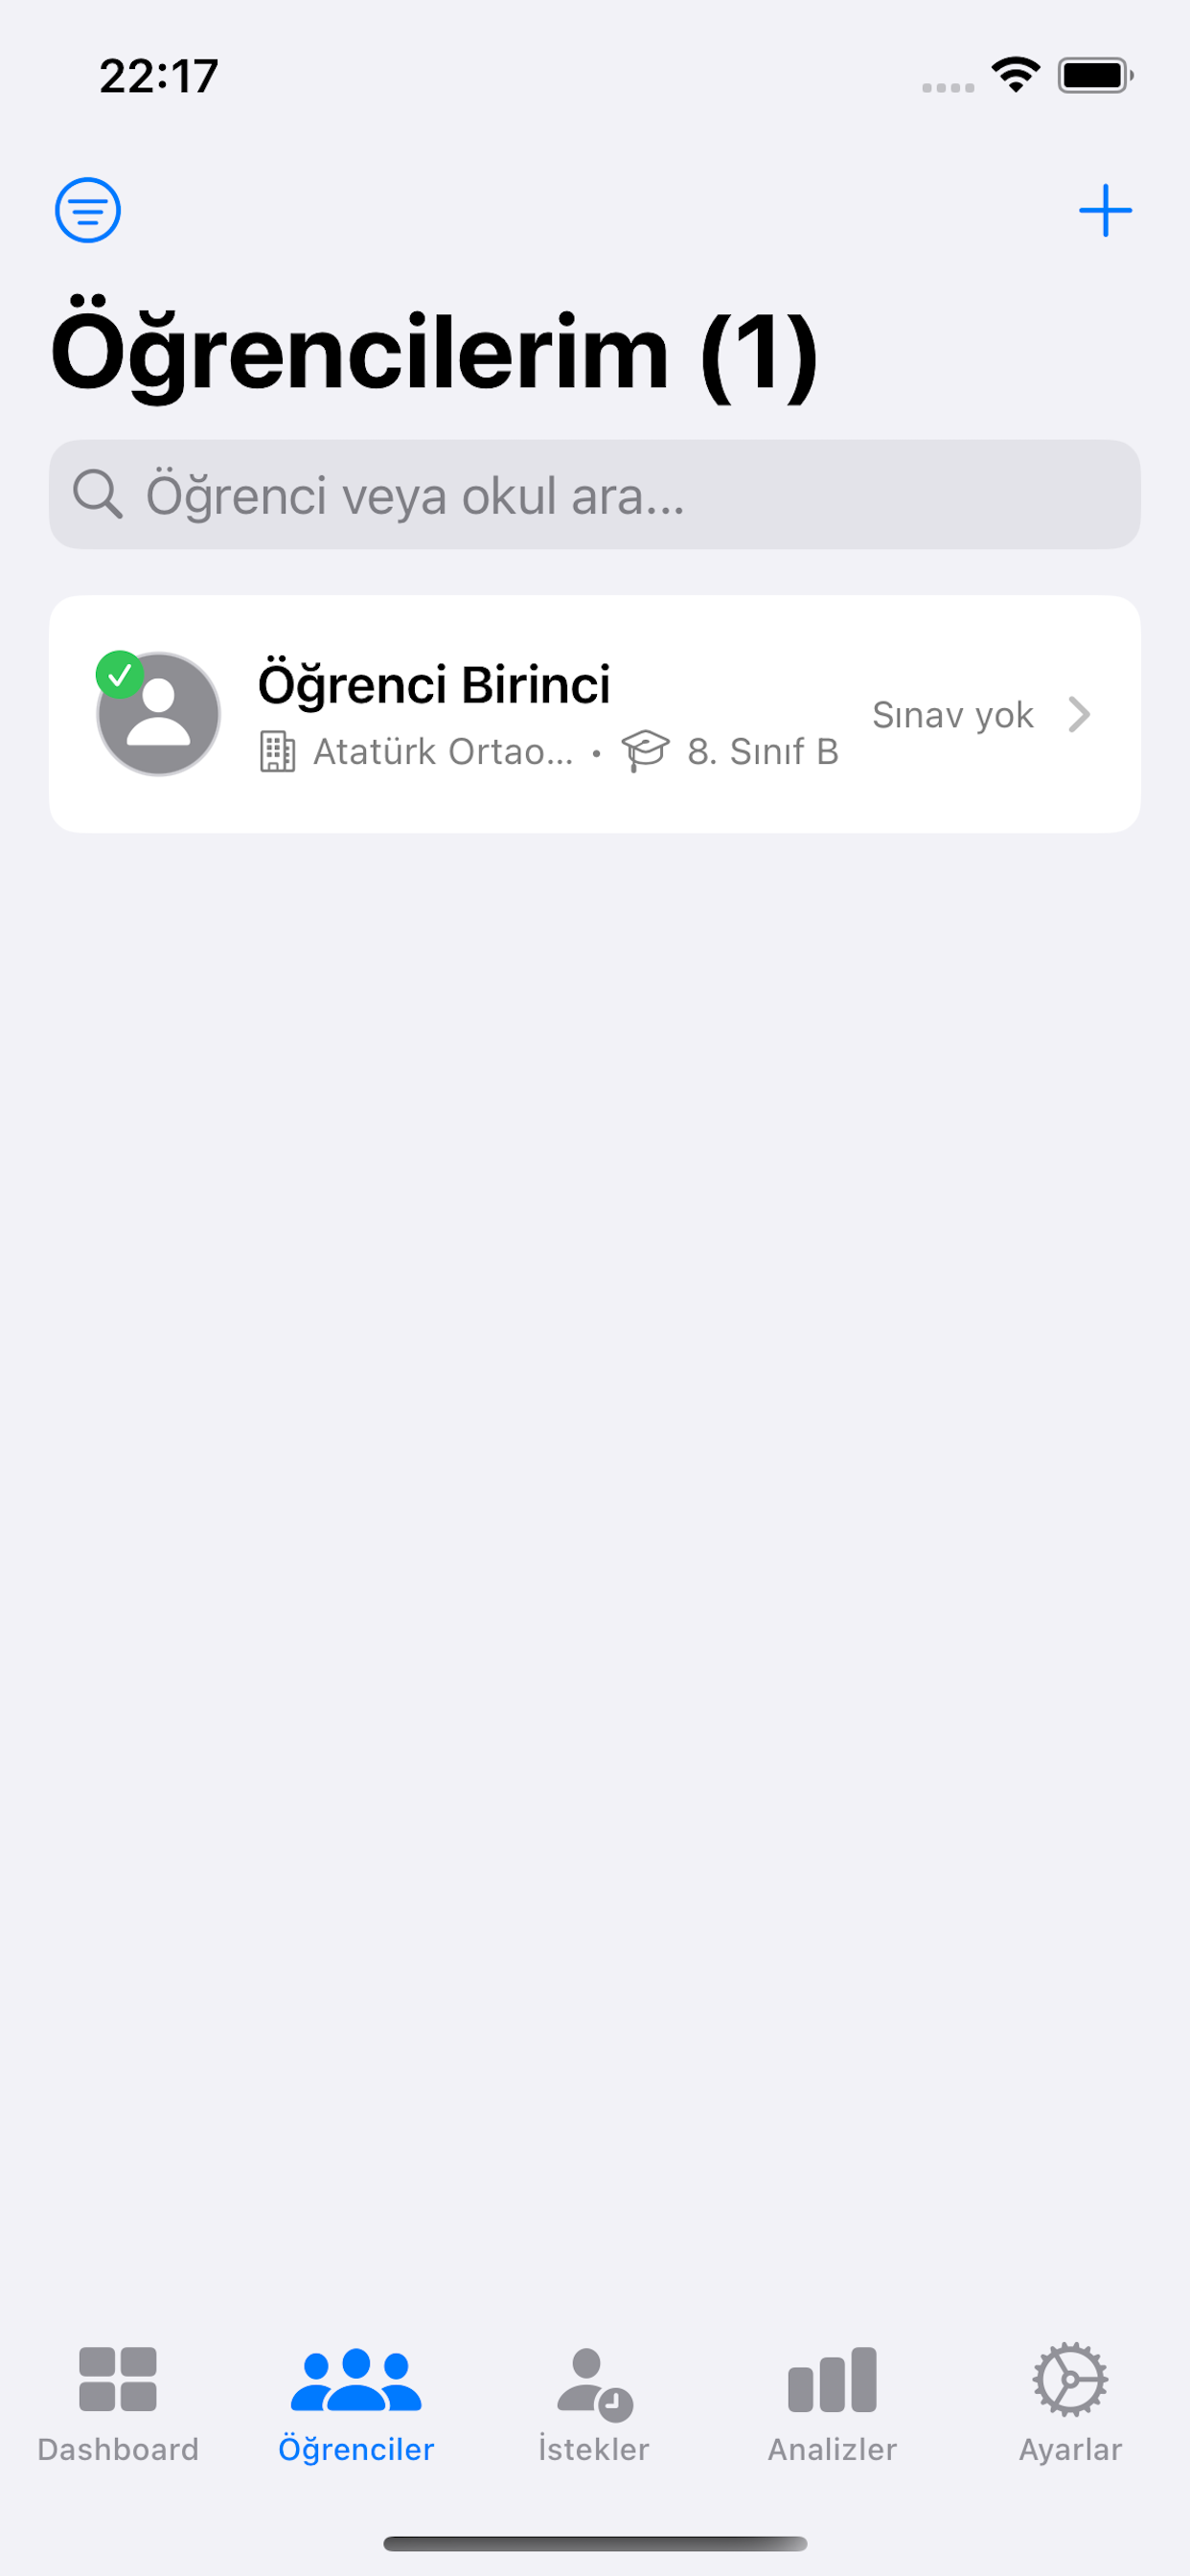 22:17
Öğrencilerim (1)
Öğrenci veya okul ara...
Öğrenci Birinci
Atatürk Ortao... • 8. Sınıf B
Sınav yok
Dashboard
Öğrenciler
İstekler
Analizler
Ayarlar